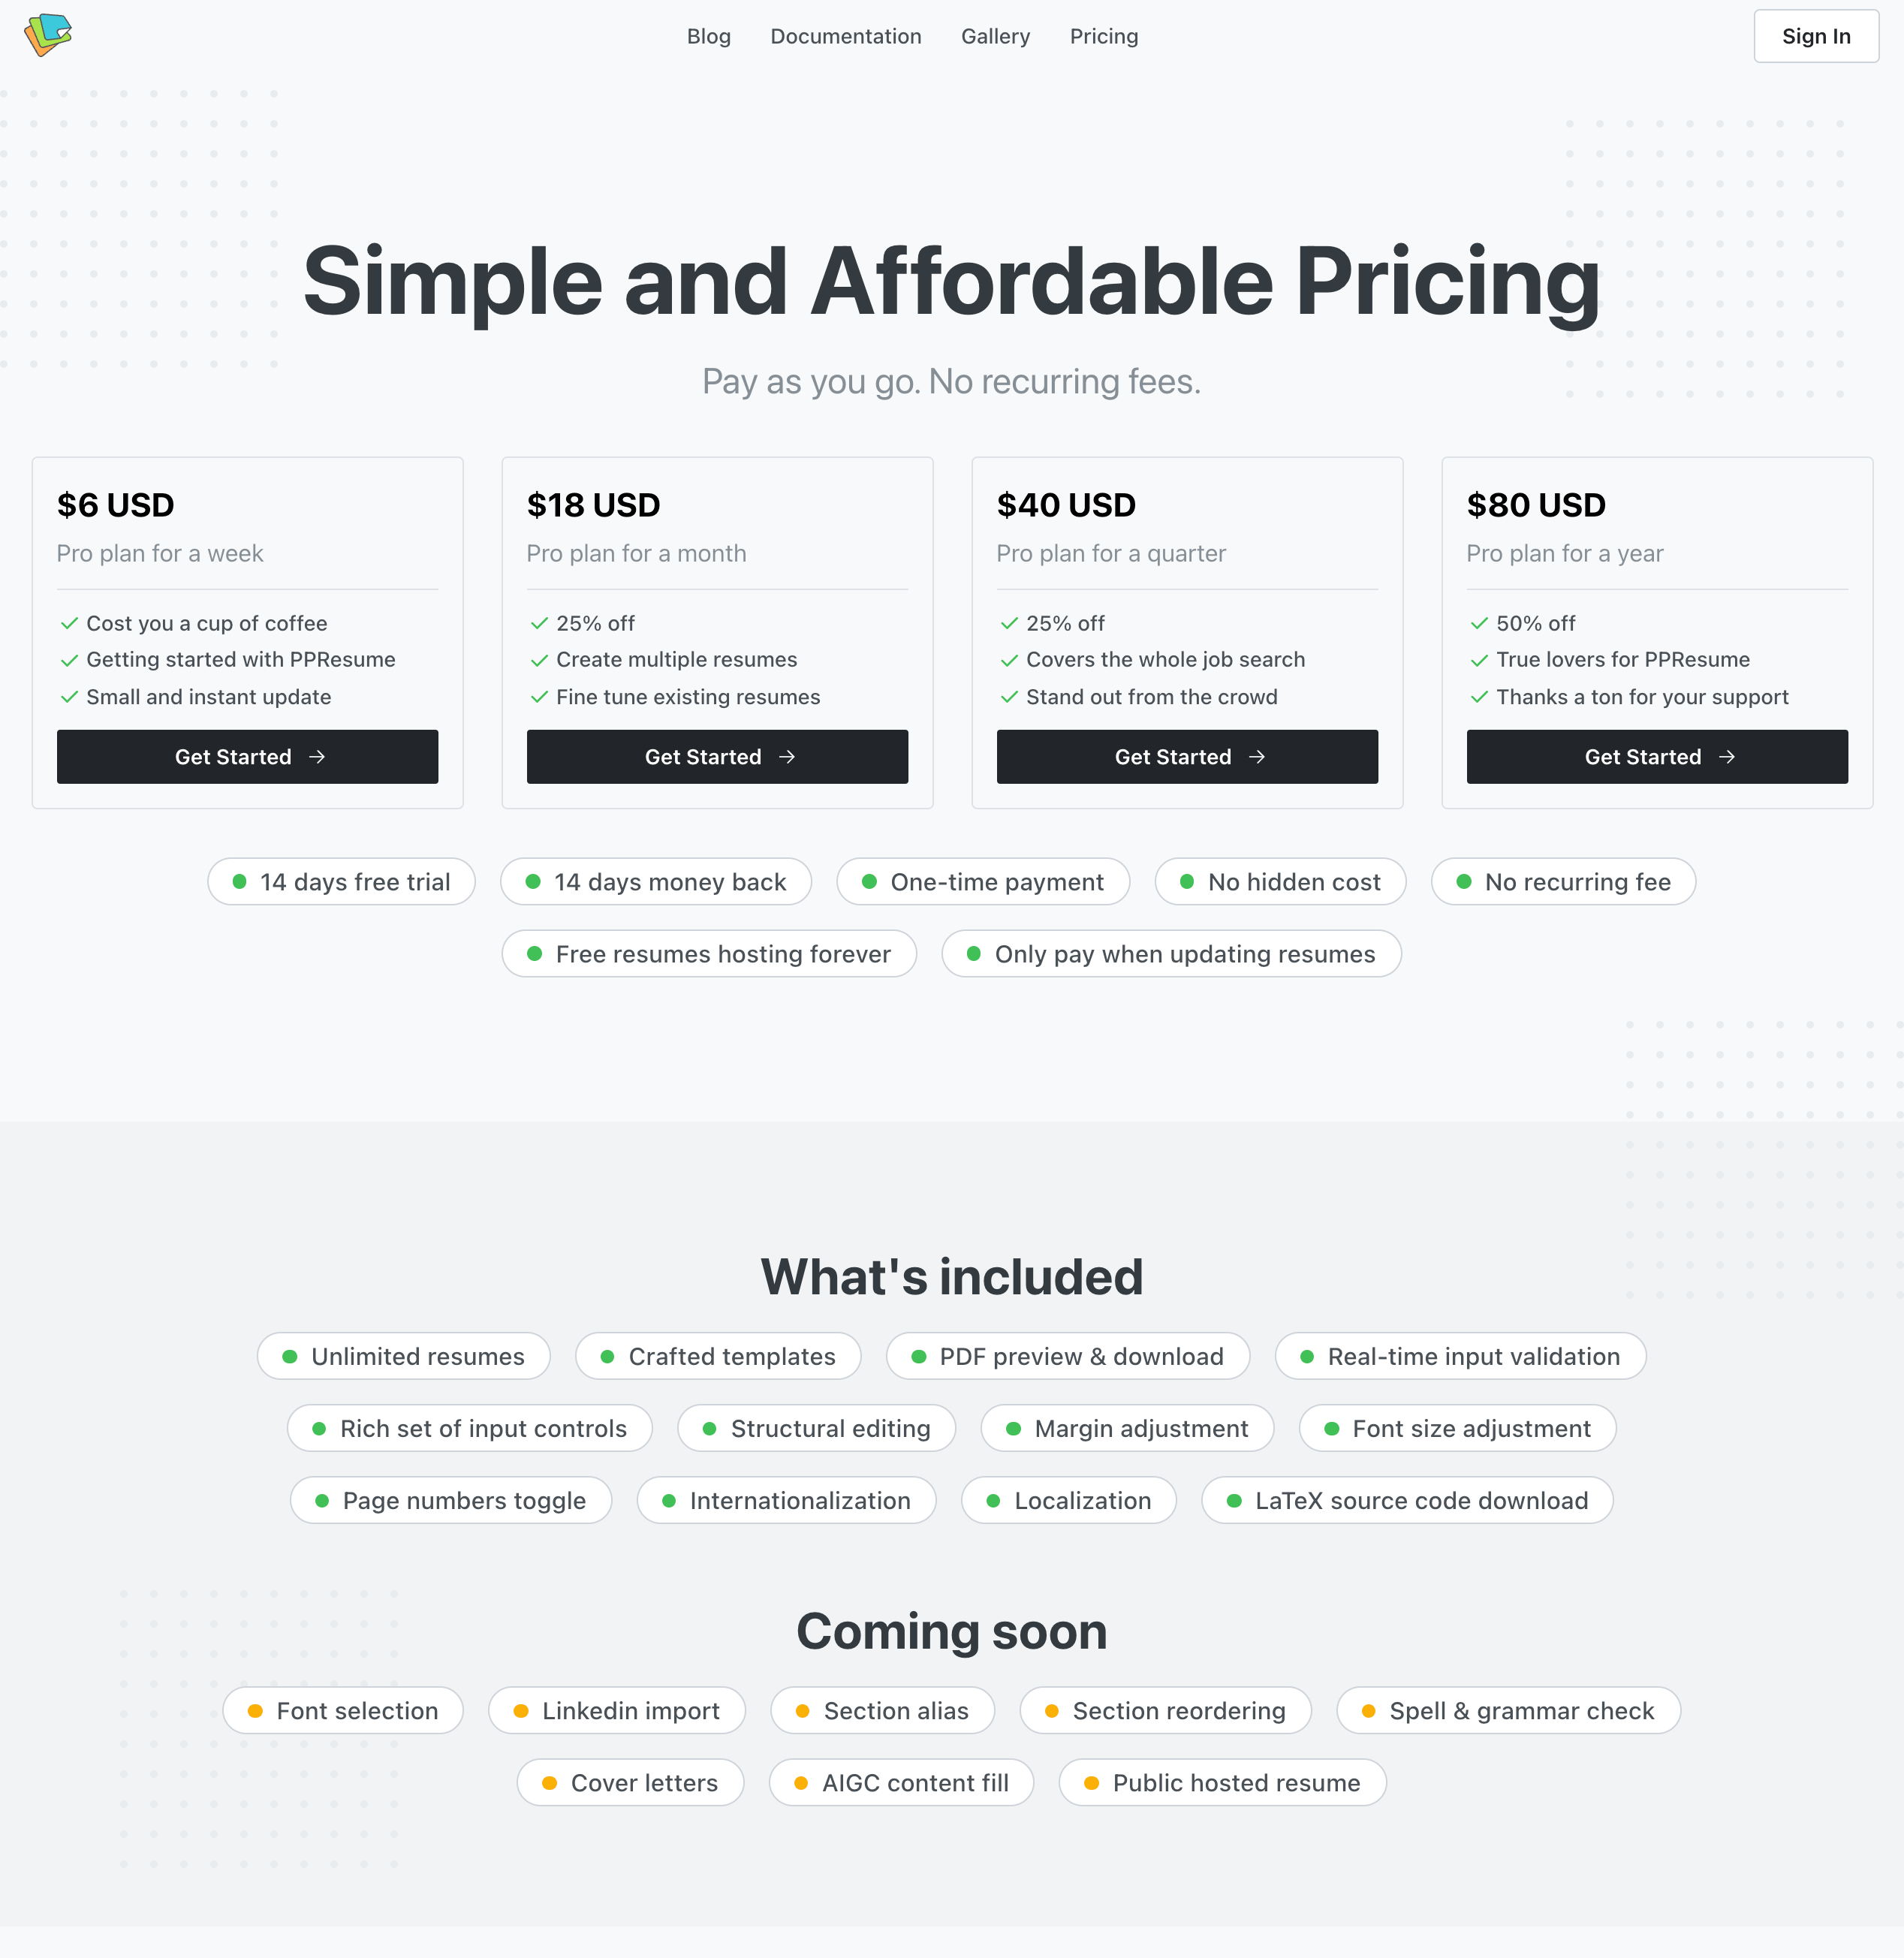 Blog Documentation Gallery Pricing Sign In
Simple and Affordable Pricing
Pay as you go. No recurring fees.
$6 USD
Pro plan for a week
Cost you a cup of coffee
Getting started with PPResume
Small and instant update
Get Started →
$18 USD
Pro plan for a month
25% off
Create multiple resumes
Fine tune existing resumes
Get Started →
$40 USD
Pro plan for a quarter
25% off
Covers the whole job search
Stand out from the crowd
Get Started →
$80 USD
Pro plan for a year
50% off
True lovers for PPResume
Thanks a ton for your support
Get Started →
14 days free trial 14 days money back One-time payment No hidden cost No recurring fee
Free resumes hosting forever Only pay when updating resumes
What's included
Unlimited resumes Crafted templates PDF preview & download Real-time input validation
Rich set of input controls Structural editing Margin adjustment Font size adjustment
Page numbers toggle Internationalization Localization LaTeX source code download
Coming soon
Font selection Linkedin import Section alias Section reordering Spell & grammar check
Cover letters AIGC content fill Public hosted resume